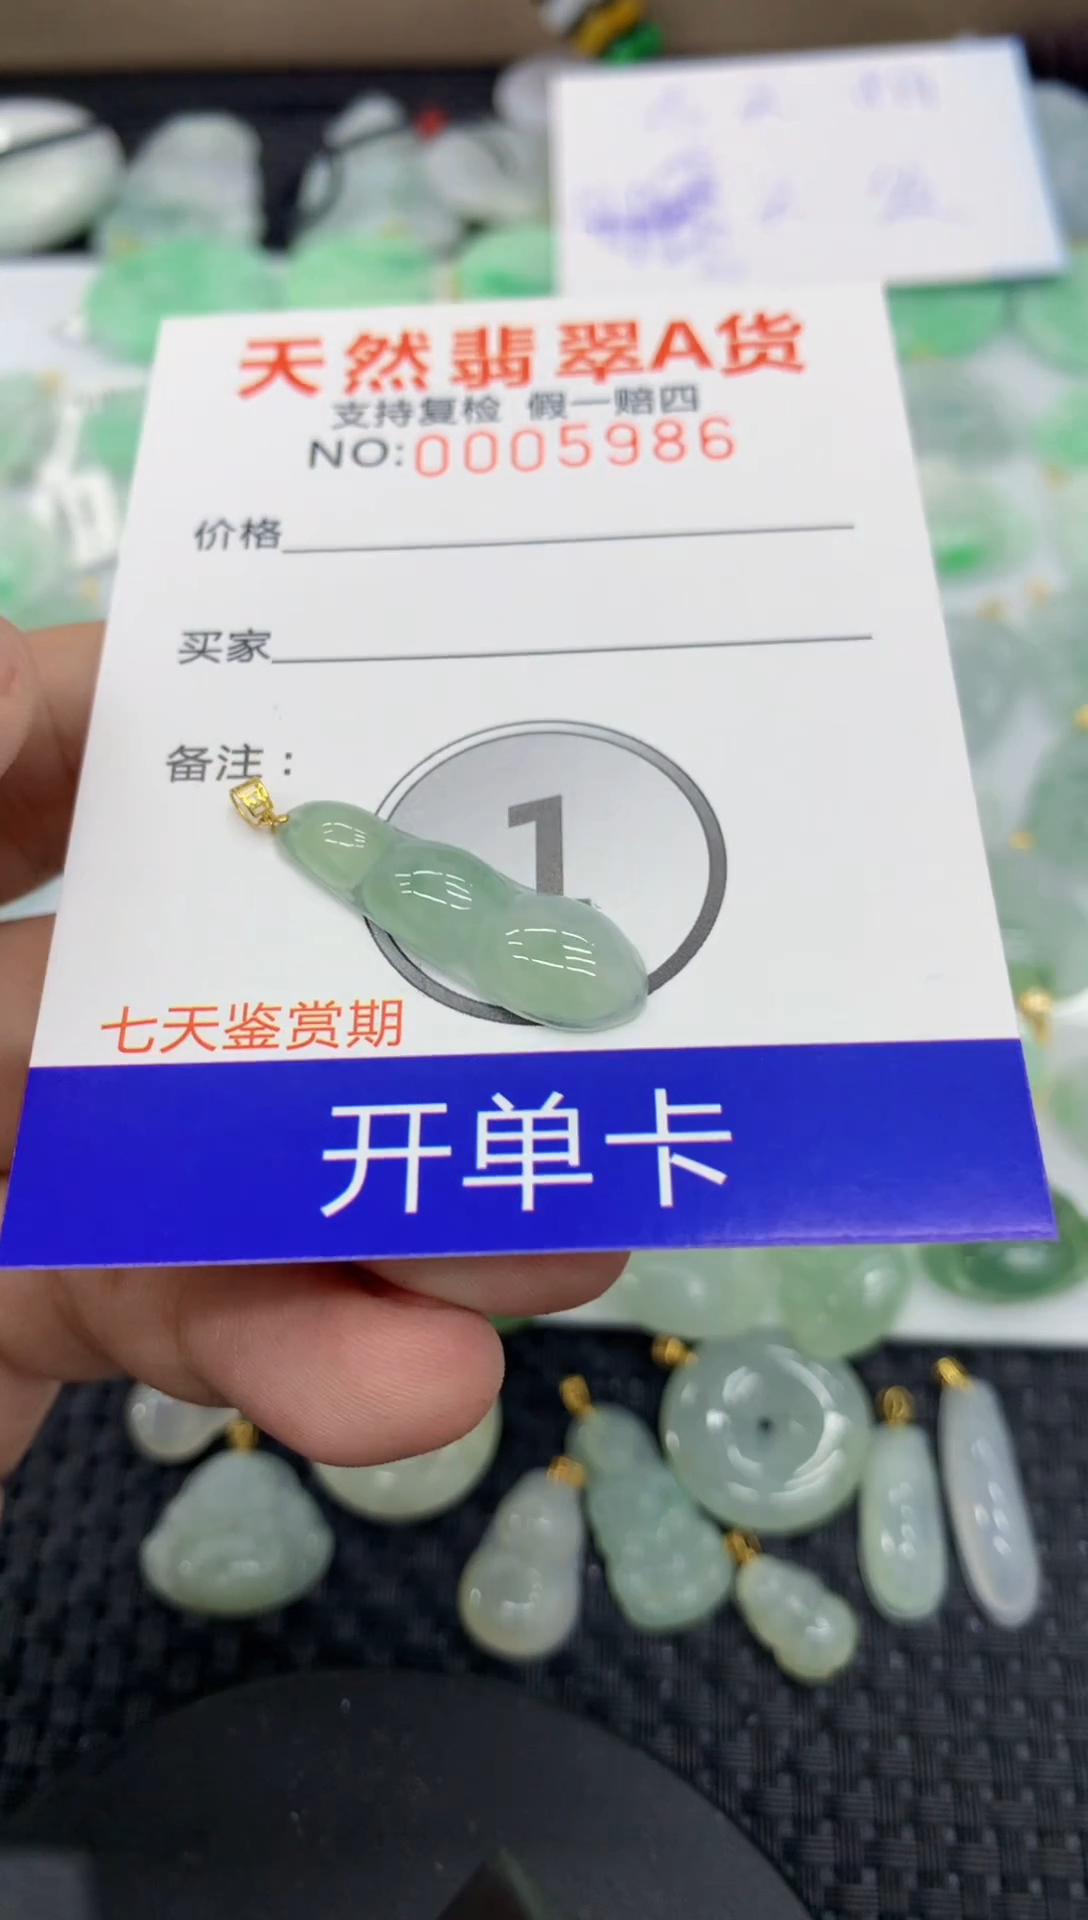 天然翡翠A货
支持复检 假一赔四
NO:0005986
价格
买家
备注：
1
七天鉴赏期
开单卡